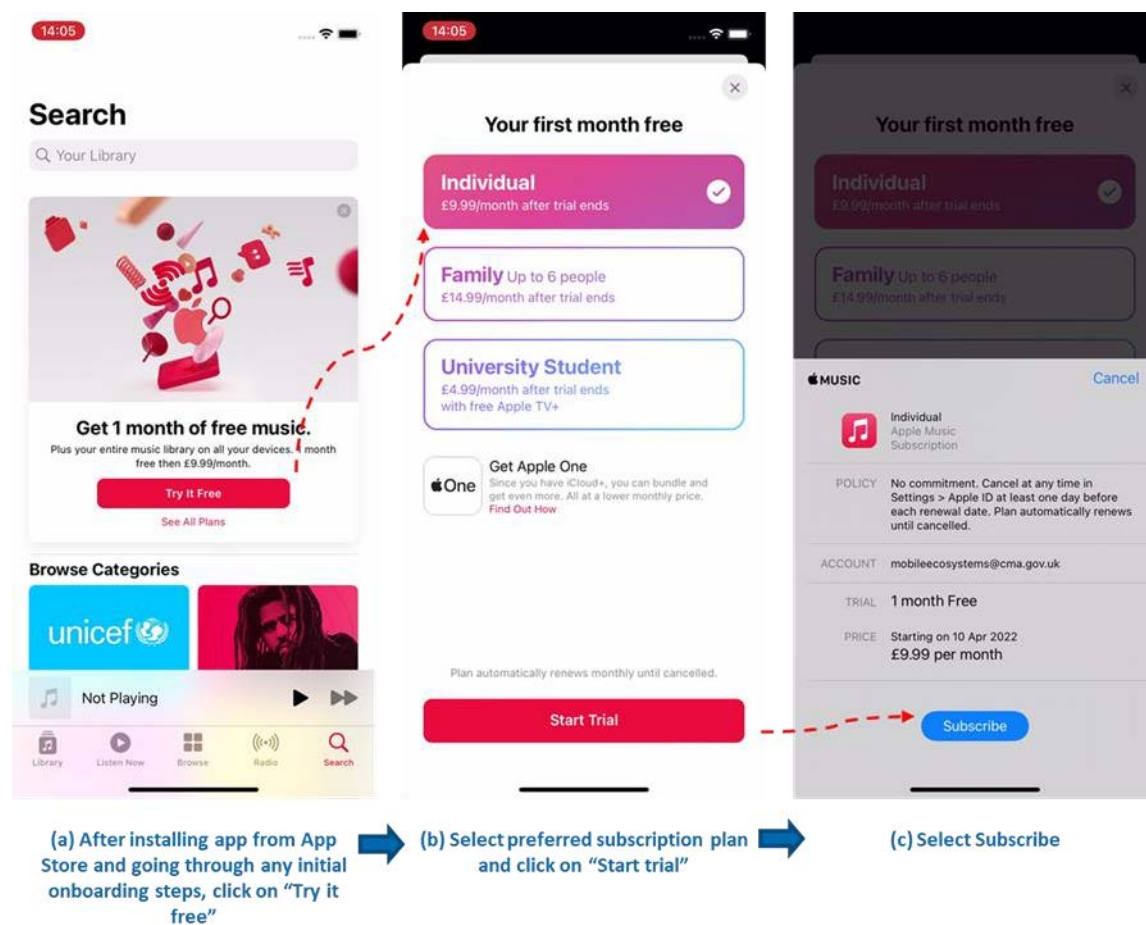 14:05
Search
Your Library
Get 1 month of free music.
Plus your entire music library on all your devices. 1 month
free then £9.99/month.
Try It Free
See All Plans
Browse Categories
unicef
Not Playing
Library
Listen Now
Browse
Radio
Search
14:05
Your first month free
Individual
£9.99/month after trial ends
Family Up to 6 people
£14.99/month after trial ends
University Student
£4.99/month after trial ends
with free Apple TV+
One
Get Apple One
Since you have iCloud+, you can bundle and
get even more. All at a lower monthly price.
Find Out How
Plan automatically renews monthly until cancelled.
Start Trial
Your first month free
Individual
£9.99/month after trial ends
Family Up to 6 people
£14.99/month after trial ends
MUSIC
Cancel
Individual
Apple Music
Subscription
POLICY
No commitment. Cancel at any time in
Settings > Apple ID at least one day before
each renewal date. Plan automatically renews
until cancelled.
ACCOUNT
mobileecosystems@cma.gov.uk
TRIAL
1 month Free
PRICE
Starting on 10 Apr 2022
£9.99 per month
Subscribe
(a) After installing app from App
Store and going through any initial
onboarding steps, click on “Try it
free”
(b) Select preferred subscription plan
and click on “Start trial”
(c) Select Subscribe